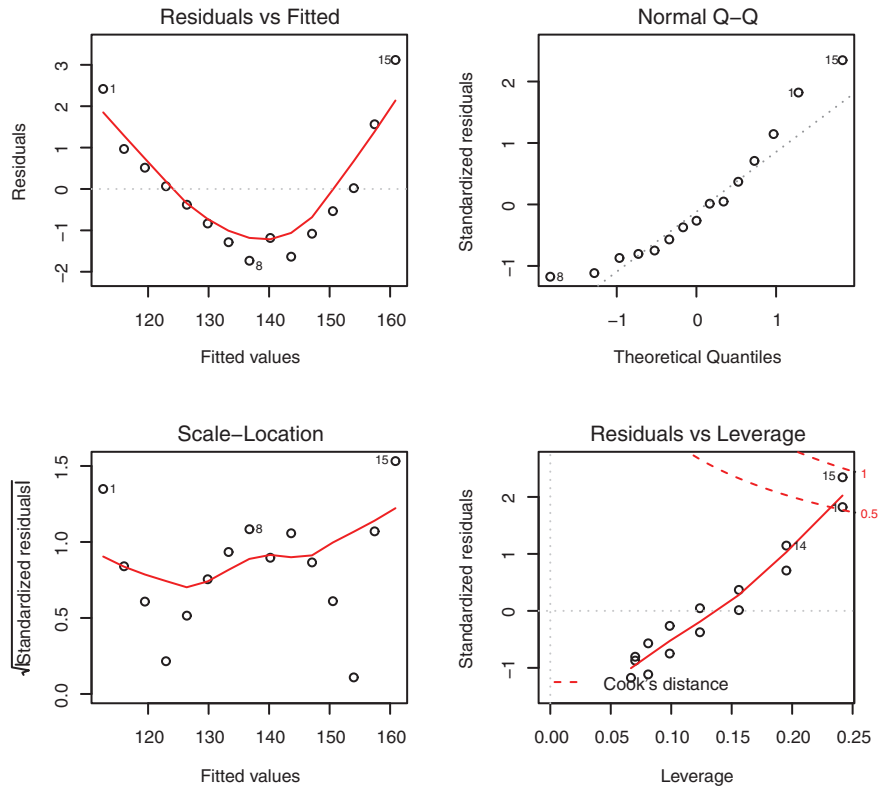 Residuals vs Fitted
Residuals
3
2
1
0
−1
−2
1
8
15
120 130 140 150 160
Fitted values
Normal Q−Q
Standardized residuals
2
1
0
−1
8
1
15
−1 0 1
Theoretical Quantiles
Scale−Location
√|Standardized residuals|
1.5
1.0
0.5
0.0
1
8
15
120 130 140 150 160
Fitted values
Residuals vs Leverage
Standardized residuals
2
1
0
−1
15
1
14
1
0.5
Cook's distance
0.00 0.05 0.10 0.15 0.20 0.25
Leverage